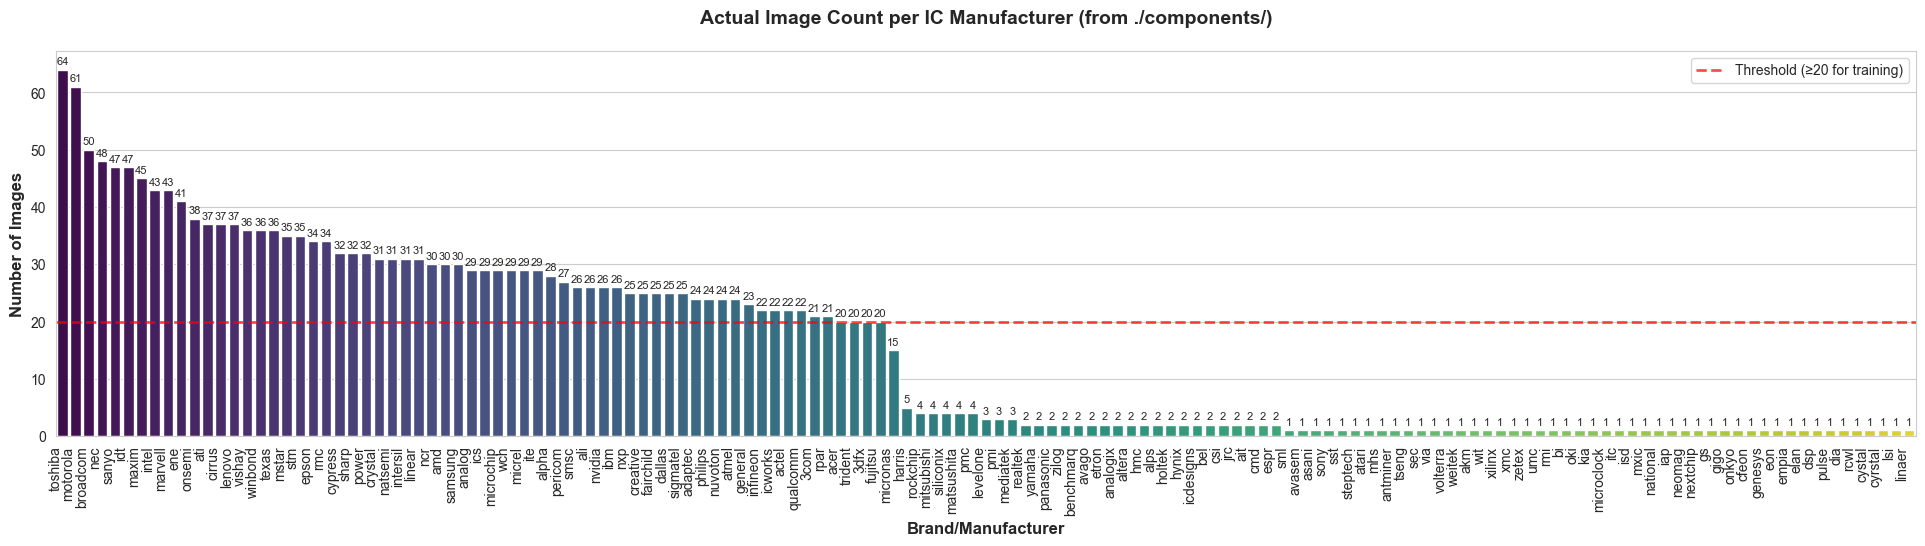 Actual Image Count per IC Manufacturer (from ./components/)
Threshold (≥20 for training)
Number of Images
60
50
40
30
20
10
0
64 61 50 48 47 47 45 43 43 41 38 37 37 37 36 36 36 35 35 34 34 32 32 32 31 31 31 31 30 30 30 29 29 29 29 29 29 28 27 26 26 26 26 25 25 25 25 25 24 24 24 24 23 22 22 22 22 21 21 20 20 20 20 15 5 4 4 4 4 4 3 3 3 2 2 2 2 2 2 2 2 2 2 2 2 2 2 2 2 2 2 2 2 1 1 1 1 1 1 1 1 1 1 1 1 1 1 1 1 1 1 1 1 1 1 1 1 1 1 1 1 1 1 1 1 1 1 1 1 1 1 1 1 1 1 1 1 1 1 1 1
toshiba
motorola
broadcom
nec
sanyo
idt
maxim
intel
marvell
ene
onsemi
ati
cirrus
lenovo
vishay
winbond
texas
mstar
stm
epson
rmc
cypress
sharp
power
crystal
natsemi
intersil
linear
ncr
amd
samsung
analog
ics
microchip
wch
micrel
ite
alpha
pericom
smsc
ali
nvidia
ibm
nxp
creative
fairchild
dallas
sigmatel
adaptec
philips
nuvoton
atmel
general
infineon
icworks
actel
qualcomm
3com
rpar
acer
trident
3dfx
fujitsu
micronas
harris
rockchip
mitsubishi
siliconi
matsushita
pmc
levelone
pmi
mediatek
realtek
yamaha
panasonic
zilog
benchmarq
avago
etron
analogix
altera
hmc
alps
holtek
hynix
icdesigns
bel
csi
jrc
ait
cmd
espr
sml
avasem
asani
sony
sst
steptech
atari
mhs
antminer
tseng
sec
via
volterra
weitek
akm
wit
xilinx
xmc
zetex
umc
rmi
bi
oki
kia
microclock
itc
isd
mxic
national
iap
neomag
nextchip
gs
gigo
onkyo
cfeon
genesys
eon
empia
elan
dsp
pulse
dia
rcwl
cystal
cyrstal
lsi
linaer
Brand/Manufacturer